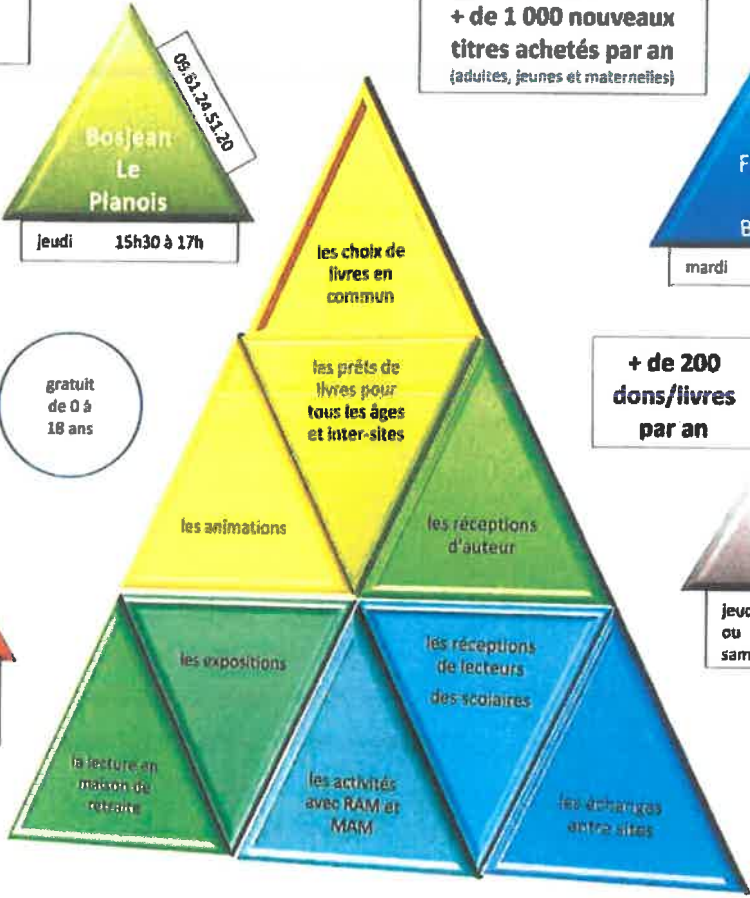 + de 1 000 nouveaux
titres achetés par an
(adultes, jeunes et maternelles)
09.81.24.51.20
Bosjean
Le
Planois
jeudi 15h30 à 17h
F
B
mardi
les choix de
livres en
commun
gratuit
de 0 à
18 ans
les prêts de
livres pour
tous les âges
et inter-sites
+ de 200
dons/livres
par an
les animations
les réceptions
d'auteur
jeud
ou
sam
les expositions
les réceptions
de lecteurs
des scolaires
la lecture en
maison de
retraite
les activités
avec RAM et
MAM
les échanges
entre sites